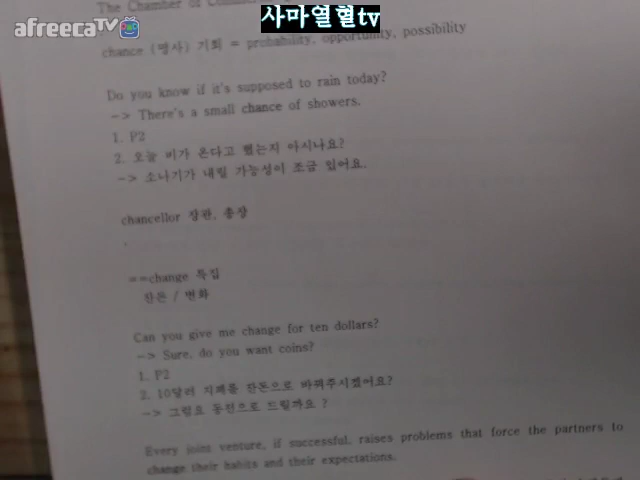 afreecaTV
사마열혈tv
The Chamber of
chance (명사) 기회 = probability, opportunity, possibility
Do you know if it's supposed to rain today?
-> There's a small chance of showers.
1. P2
2. 오늘 비가 온다고 했는지 아시나요?
-> 소나기가 내릴 가능성이 조금 있어요.
chancellor 장관, 총장
.
==change 특집
잔돈 / 변화
Can you give me change for ten dollars?
-> Sure, do you want coins?
1. P2
2. 10달러 지폐를 잔돈으로 바꿔주시겠어요?
-> 그럼요 동전으로 드릴까요 ?
Every joins venture, if successful, raises problems that force the partners to
change their habits and their expectations.